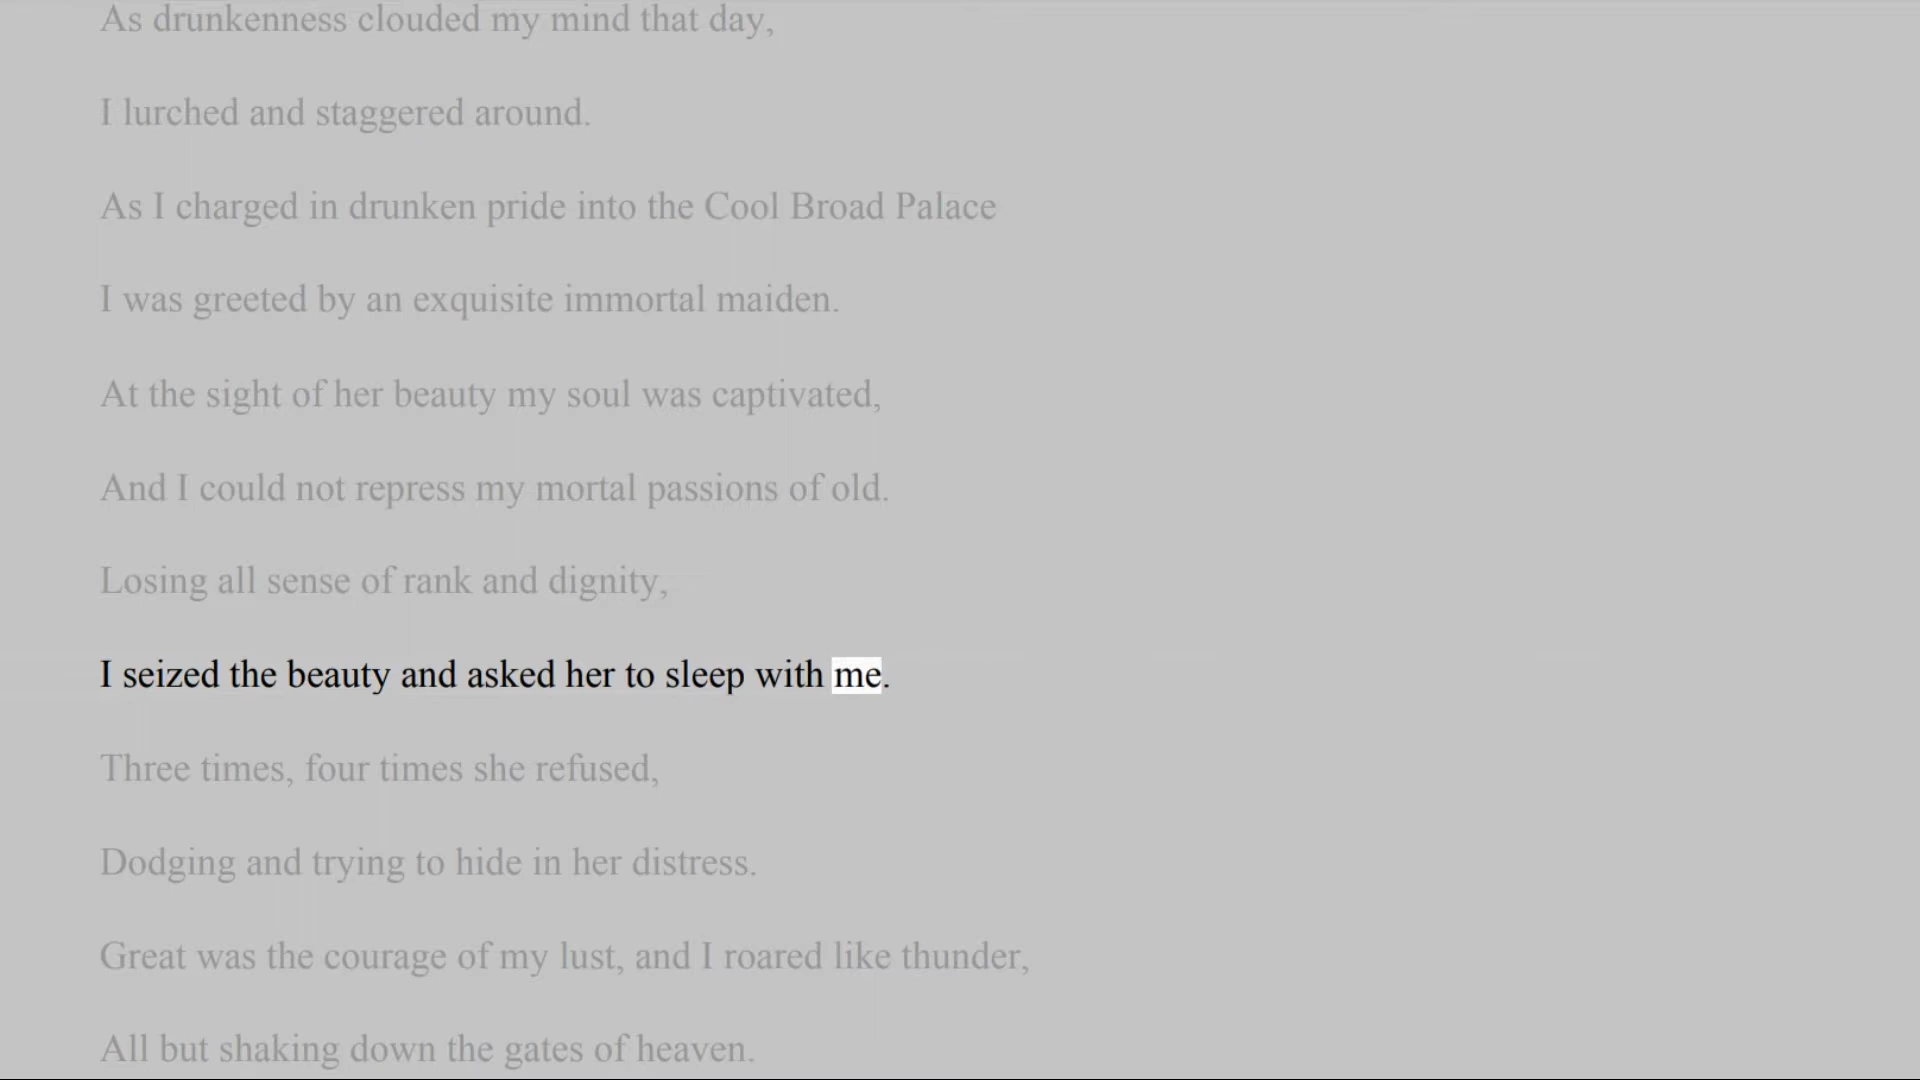 As drunkenness clouded my mind that day,
I lurched and staggered around.
As I charged in drunken pride into the Cool Broad Palace
I was greeted by an exquisite immortal maiden.
At the sight of her beauty my soul was captivated,
And I could not repress my mortal passions of old.
Losing all sense of rank and dignity,
I seized the beauty and asked her to sleep with me.
Three times, four times she refused,
Dodging and trying to hide in her distress.
Great was the courage of my lust, and I roared like thunder,
All but shaking down the gates of heaven.